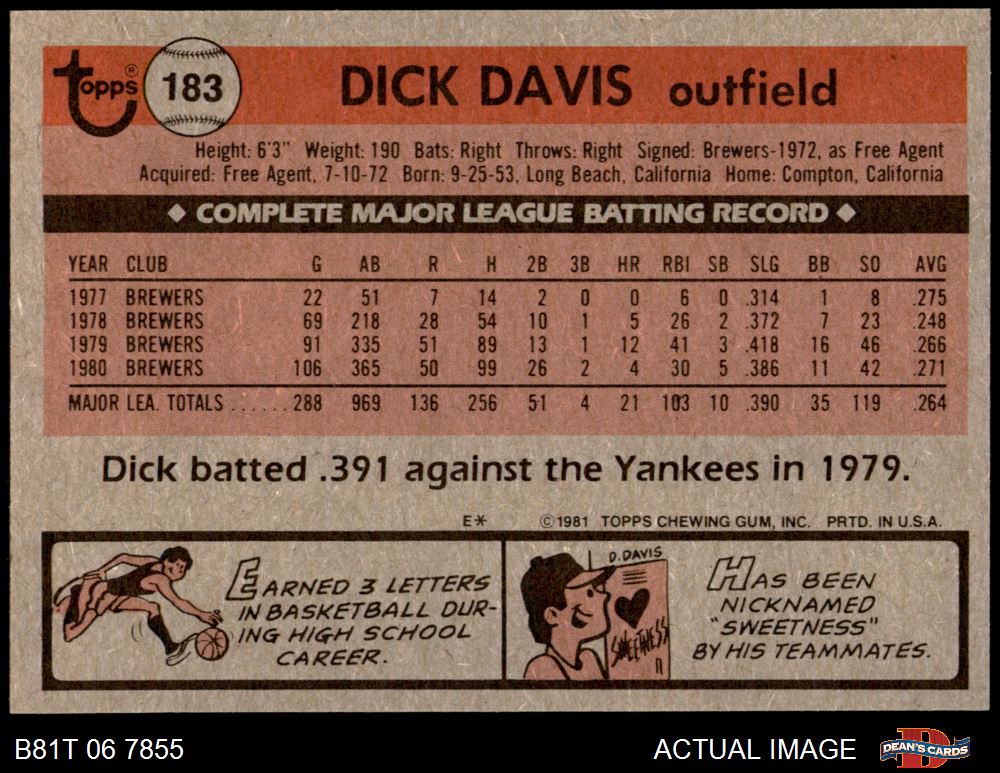 topps® 183 DICK DAVIS outfield
Height: 6'3" Weight: 190 Bats: Right Throws: Right Signed: Brewers-1972, as Free Agent
Acquired: Free Agent, 7-10-72 Born: 9-25-53, Long Beach, California Home: Compton, California
◆ COMPLETE MAJOR LEAGUE BATTING RECORD ◆
YEAR CLUB G AB R H 2B 3B HR RBI SB SLG BB SO AVG
1977 BREWERS 22 51 7 14 2 0 0 6 0 .314 1 8 .275
1978 BREWERS 69 218 28 54 10 1 5 26 2 .372 7 23 .248
1979 BREWERS 91 335 51 89 13 1 12 41 3 .418 16 46 .266
1980 BREWERS 106 365 50 99 26 2 4 30 5 .386 11 42 .271
MAJOR LEA. TOTALS ...... 288 969 136 256 51 4 21 103 10 .390 35 119 .264
Dick batted .391 against the Yankees in 1979.
E* ©1981 TOPPS CHEWING GUM, INC. PRTD. IN U.S.A.
EARNED 3 LETTERS
IN BASKETBALL DUR-
ING HIGH SCHOOL
CAREER.
D. DAVIS
SWEETNESS
HAS BEEN
NICKNAMED
"SWEETNESS"
BY HIS TEAMMATES.
B81T 06 7855 ACTUAL IMAGE DEAN'S CARDS